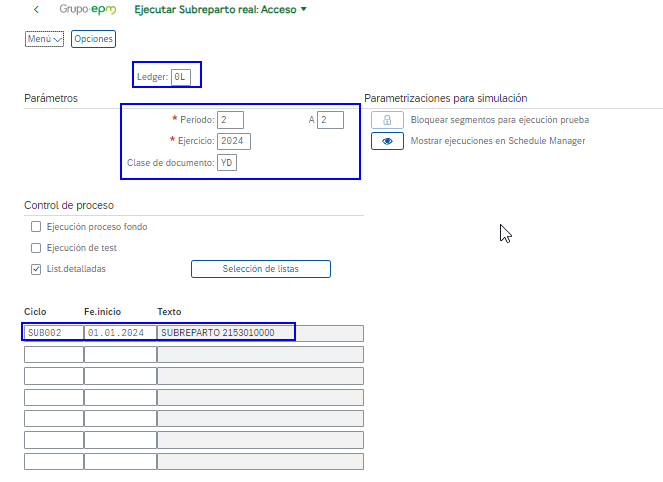 Grupo·epm Ejecutar Subreparto real: Acceso
Menú Opciones
Ledger: 0L
Parámetros Parametrizaciones para simulación
* Período: 2 A 2 Bloquear segmentos para ejecución prueba
* Ejercicio: 2024 Mostrar ejecuciones en Schedule Manager
Clase de documento: YD
Control de proceso
Ejecución proceso fondo
Ejecución de test
List.detalladas Selección de listas
Ciclo Fe.inicio Texto
SUB002 01.01.2024 SUBREPARTO 2153010000